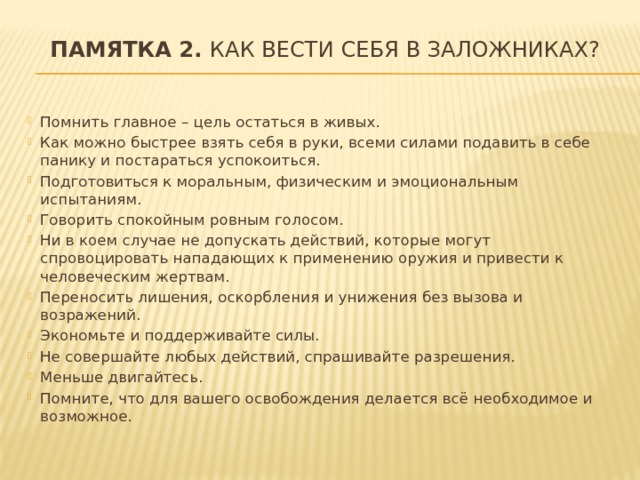 ПАМЯТКА 2. КАК ВЕСТИ СЕБЯ В ЗАЛОЖНИКАХ?
Помнить главное – цель остаться в живых.
Как можно быстрее взять себя в руки, всеми силами подавить в себе
панику и постараться успокоиться.
Подготовиться к моральным, физическим и эмоциональным
испытаниям.
Говорить спокойным ровным голосом.
Ни в коем случае не допускать действий, которые могут
спровоцировать нападающих к применению оружия и привести к
человеческим жертвам.
Переносить лишения, оскорбления и унижения без вызова и
возражений.
Экономьте и поддерживайте силы.
Не совершайте любых действий, спрашивайте разрешения.
Меньше двигайтесь.
Помните, что для вашего освобождения делается всё необходимое и
возможное.